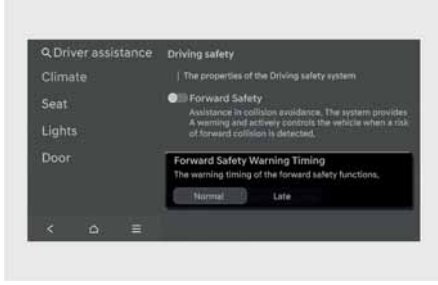 Driver assistance
Climate
Seat
Lights
Door
Driving safety
The properties of the Driving safety system
Forward Safety
Assistance in collision avoidance. The system provides
A warning and actively controls the vehicle when a risk
of forward collision is detected.
Forward Safety Warning Timing
The warning timing of the forward safety functions.
Normal
Late